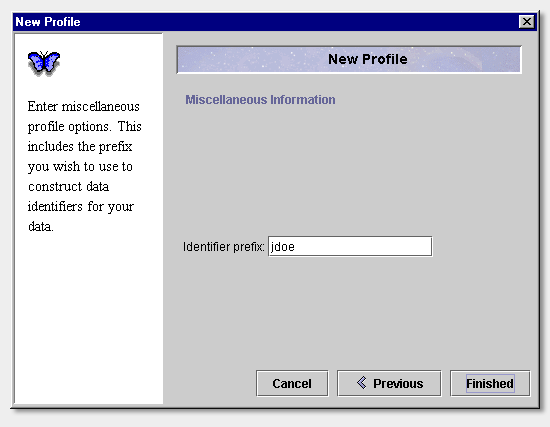 New Profile
New Profile
Enter miscellaneous
profile options. This
includes the prefix
you wish to use to
construct data
identifiers for your
data.
Miscellaneous Information
Identifier prefix: jdoe
Cancel
Previous
Finished